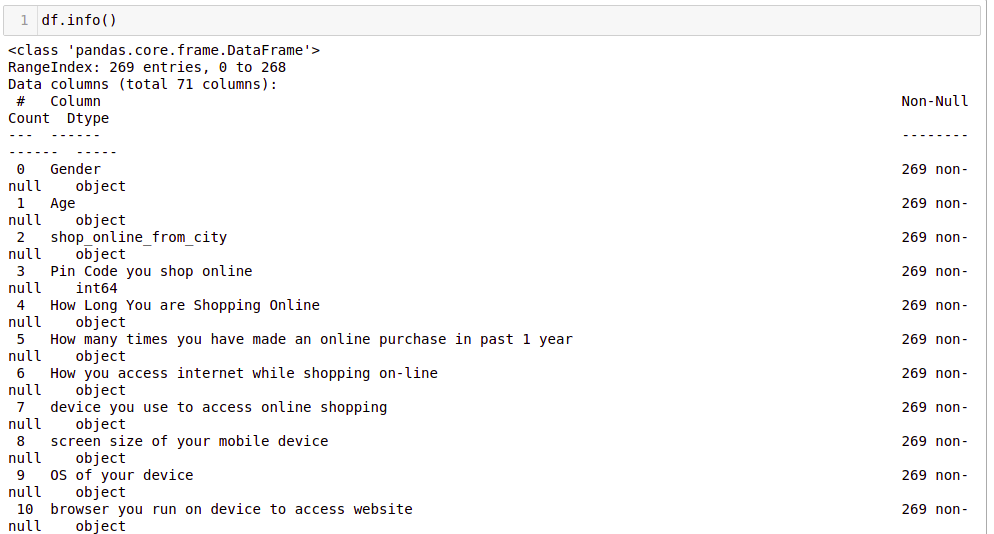 1 df.info()
<class 'pandas.core.frame.DataFrame'>
RangeIndex: 269 entries, 0 to 268
Data columns (total 71 columns):
 #   Column                                                                                               Non-Null
Count  Dtype
---  ------                                                                                               --------
------  -----
 0   Gender                                                                                               269 non-
null    object
 1   Age                                                                                                  269 non-
null    object
 2   shop_online_from_city                                                                                269 non-
null    object
 3   Pin Code you shop online                                                                             269 non-
null    int64
 4   How Long You are Shopping Online                                                                     269 non-
null    object
 5   How many times you have made an online purchase in past 1 year                                       269 non-
null    object
 6   How you access internet while shopping on-line                                                       269 non-
null    object
 7   device you use to access online shopping                                                             269 non-
null    object
 8   screen size of your mobile device                                                                    269 non-
null    object
 9   OS of your device                                                                                    269 non-
null    object
 10  browser you run on device to access website                                                          269 non-
null    object